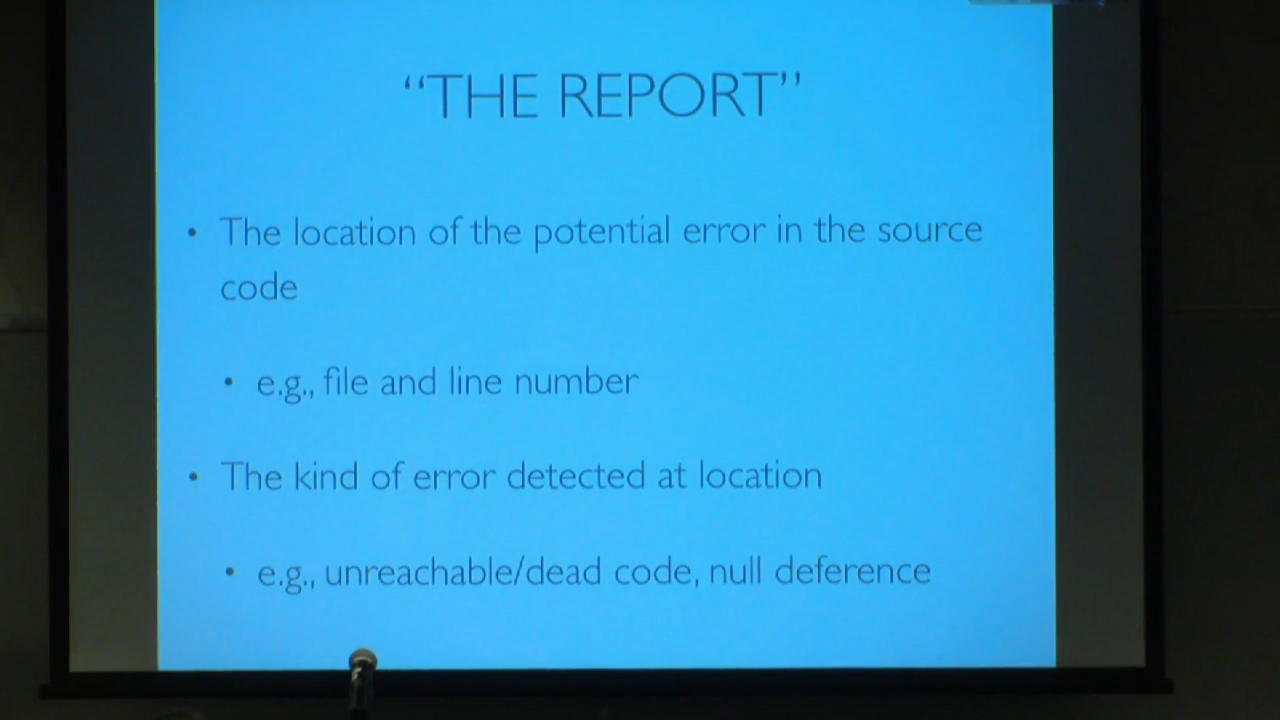 “THE REPORT”
• The location of the potential error in the source
code
• e.g., file and line number
• The kind of error detected at location
• e.g., unreachable/dead code, null deference